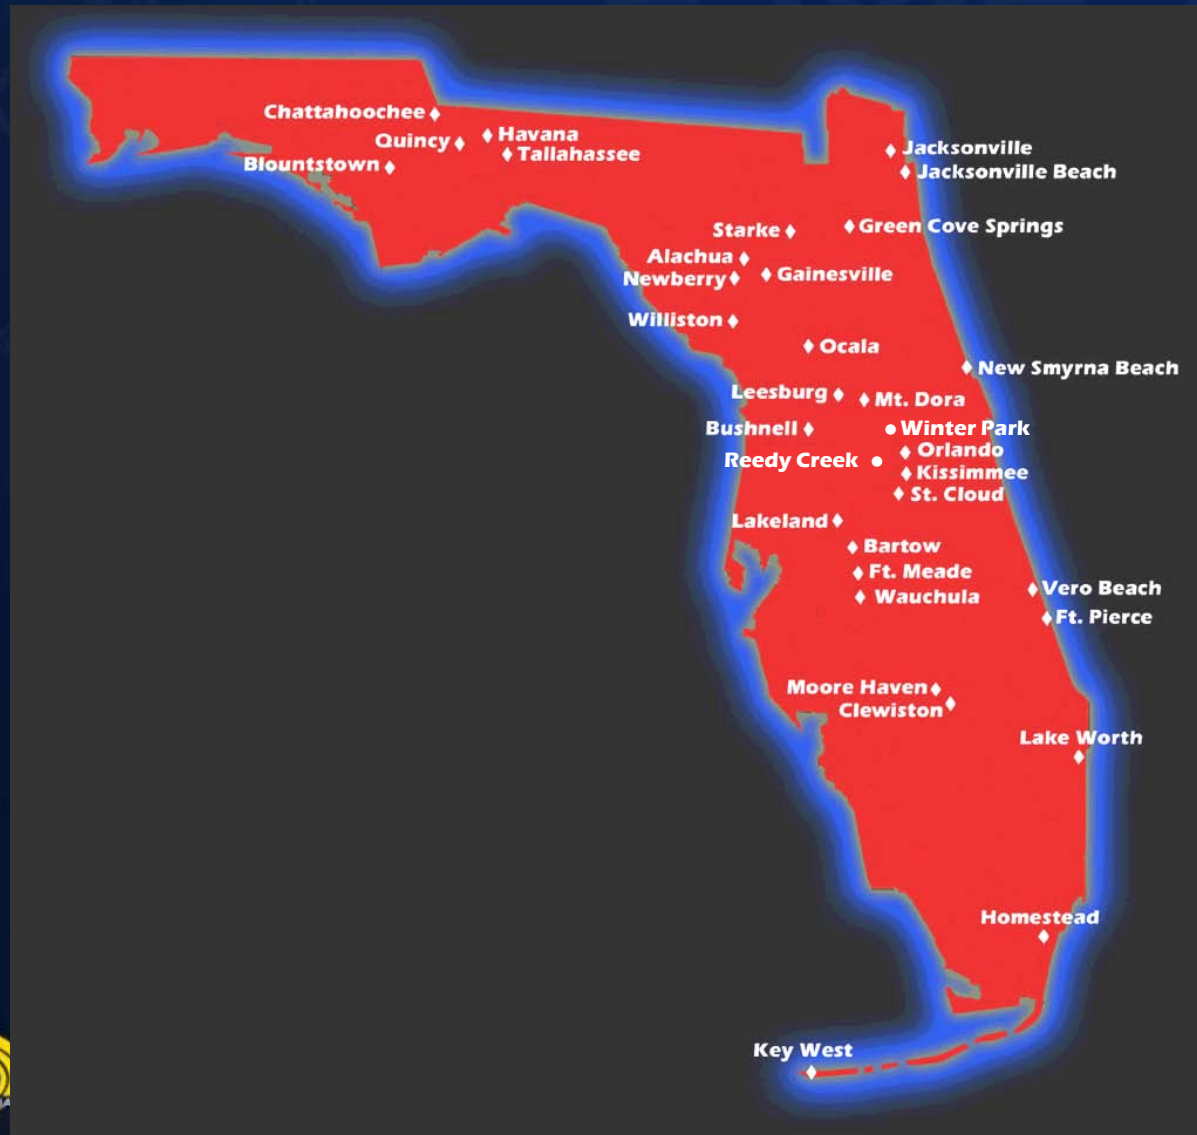 Chattahoochee
Havana
Quincy
Tallahassee
Blountstown
Jacksonville
Jacksonville Beach
Starke
Green Cove Springs
Alachua
Newberry
Gainesville
Williston
Ocala
New Smyrna Beach
Leesburg
Mt. Dora
Bushnell
Winter Park
Orlando
Reedy Creek
Kissimmee
St. Cloud
Lakeland
Bartow
Ft. Meade
Wauchula
Vero Beach
Ft. Pierce
Moore Haven
Clewiston
Lake Worth
Homestead
Key West